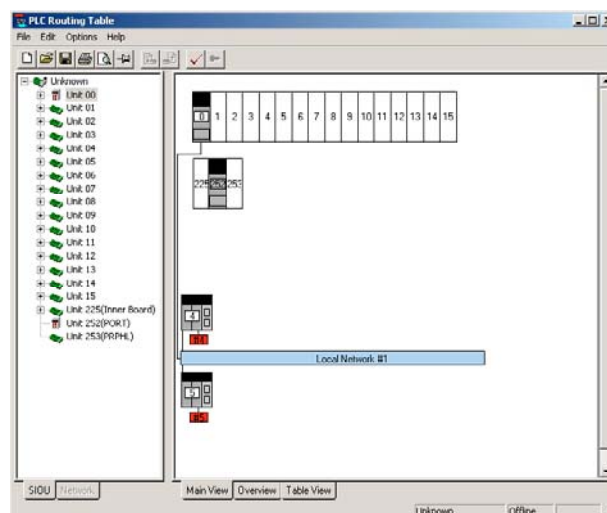 PLC Routing Table
File Edit Options Help
Unknown
Unit 00
Unit 01
Unit 02
Unit 03
Unit 04
Unit 05
Unit 06
Unit 07
Unit 08
Unit 09
Unit 10
Unit 11
Unit 12
Unit 13
Unit 14
Unit 15
Unit 225(Inner Board)
Unit 252(PORT)
Unit 253(PRPHL)
0 1 2 3 4 5 6 7 8 9 10 11 12 13 14 15
225 252 253
4
#4
Local Network #1
5
#5
SIOU Network
Main View Overview Table View
Unknown Offline